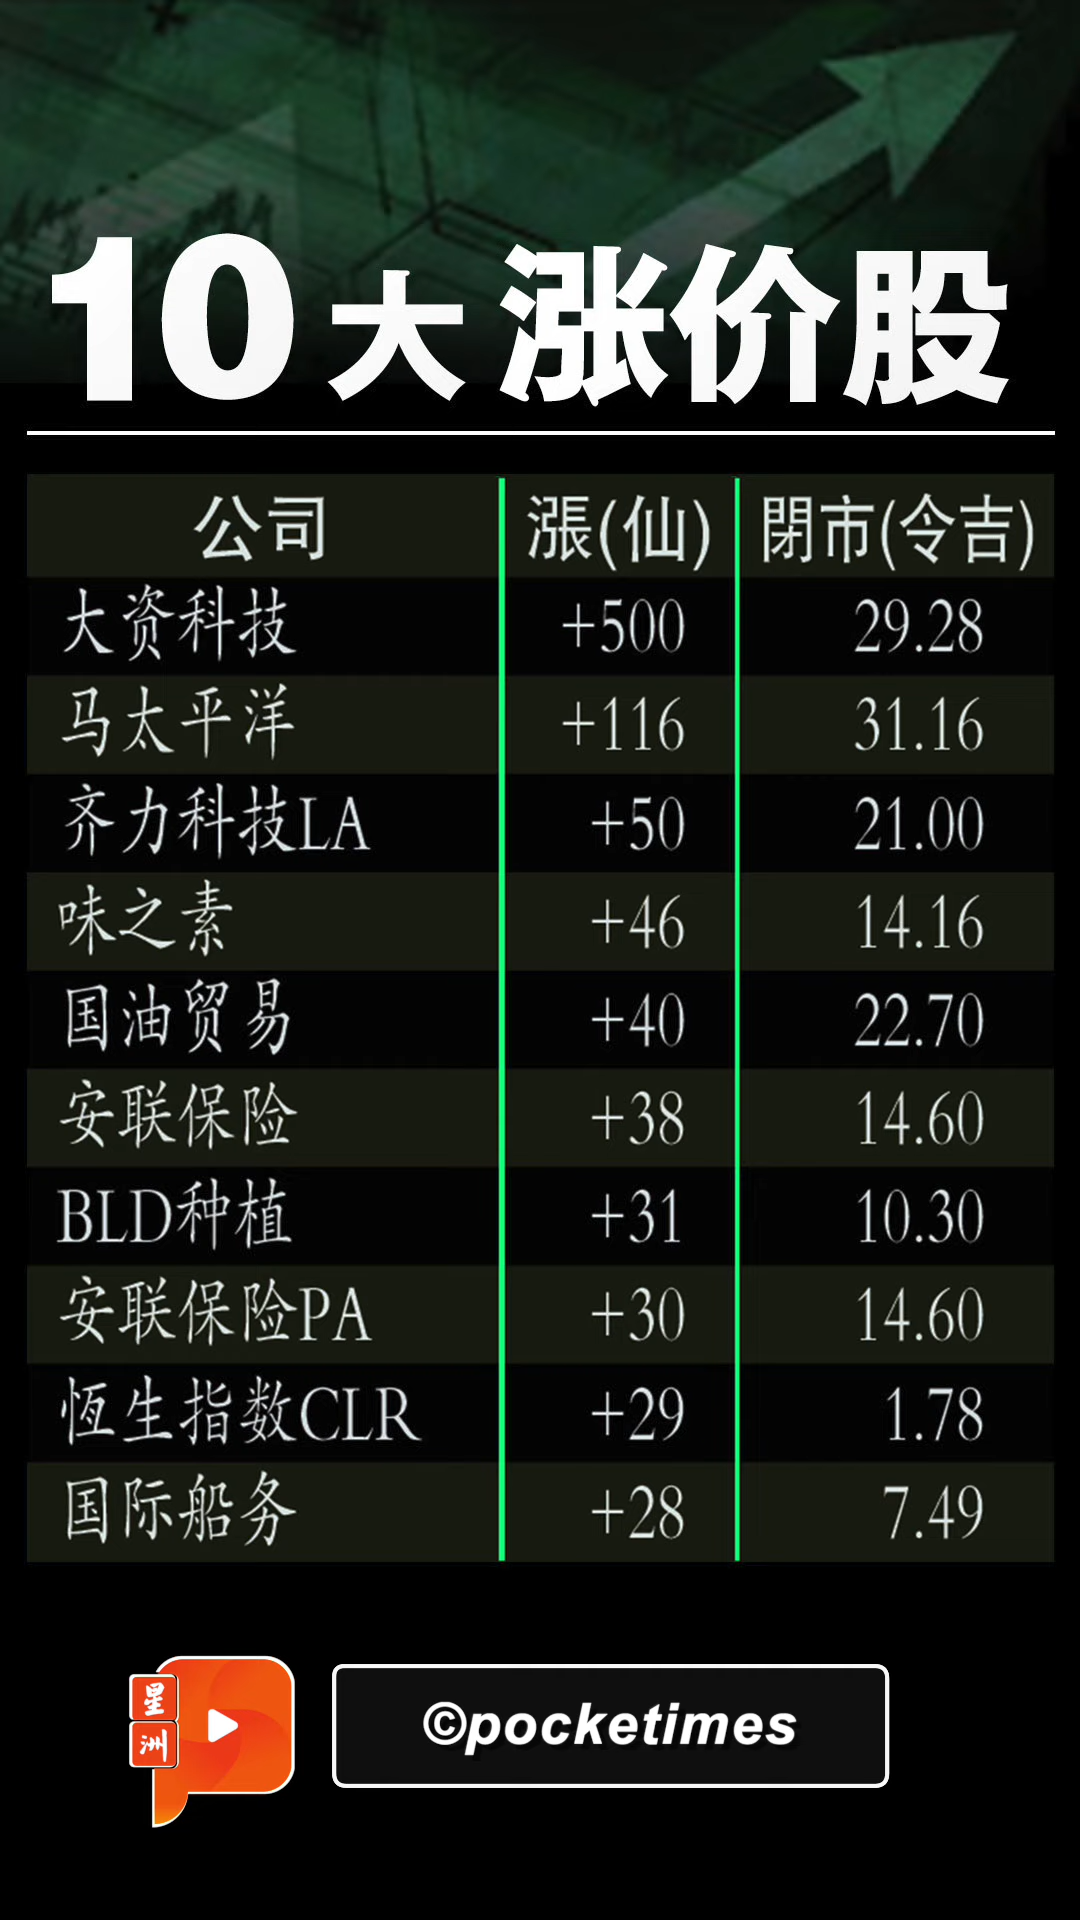 10大涨价股
公司 漲(仙) 閉市(令吉)
大资科技 +500 29.28
马太平洋 +116 31.16
齐力科技LA +50 21.00
味之素 +46 14.16
国油贸易 +40 22.70
安联保险 +38 14.60
BLD种植 +31 10.30
安联保险PA +30 14.60
恆生指数CLR +29 1.78
国际船务 +28 7.49
星洲
©pocketimes